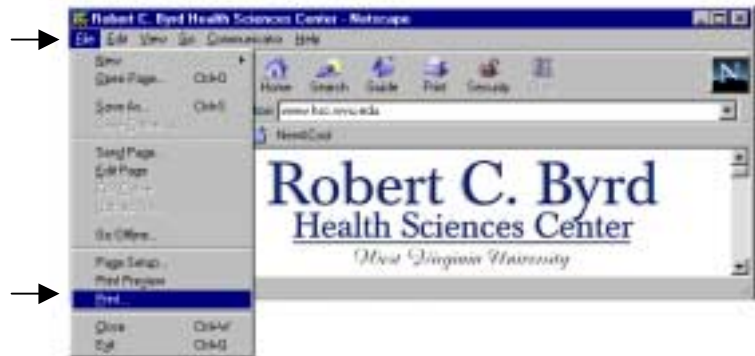 Robert C. Byrd Health Sciences Center - Netscape
File Edit View Go Communicator Help
New
Open Page... Ctrl+O
Save As... Ctrl+S
Send Page
Edit Page
Go Offline...
Page Setup...
Print Preview
Print...
Close Ctrl+W
Exit Ctrl+Q
Home Search Guide Print Security
www.hsc.wvu.edu
New&Cool
N
Robert C. Byrd
Health Sciences Center
West Virginia University